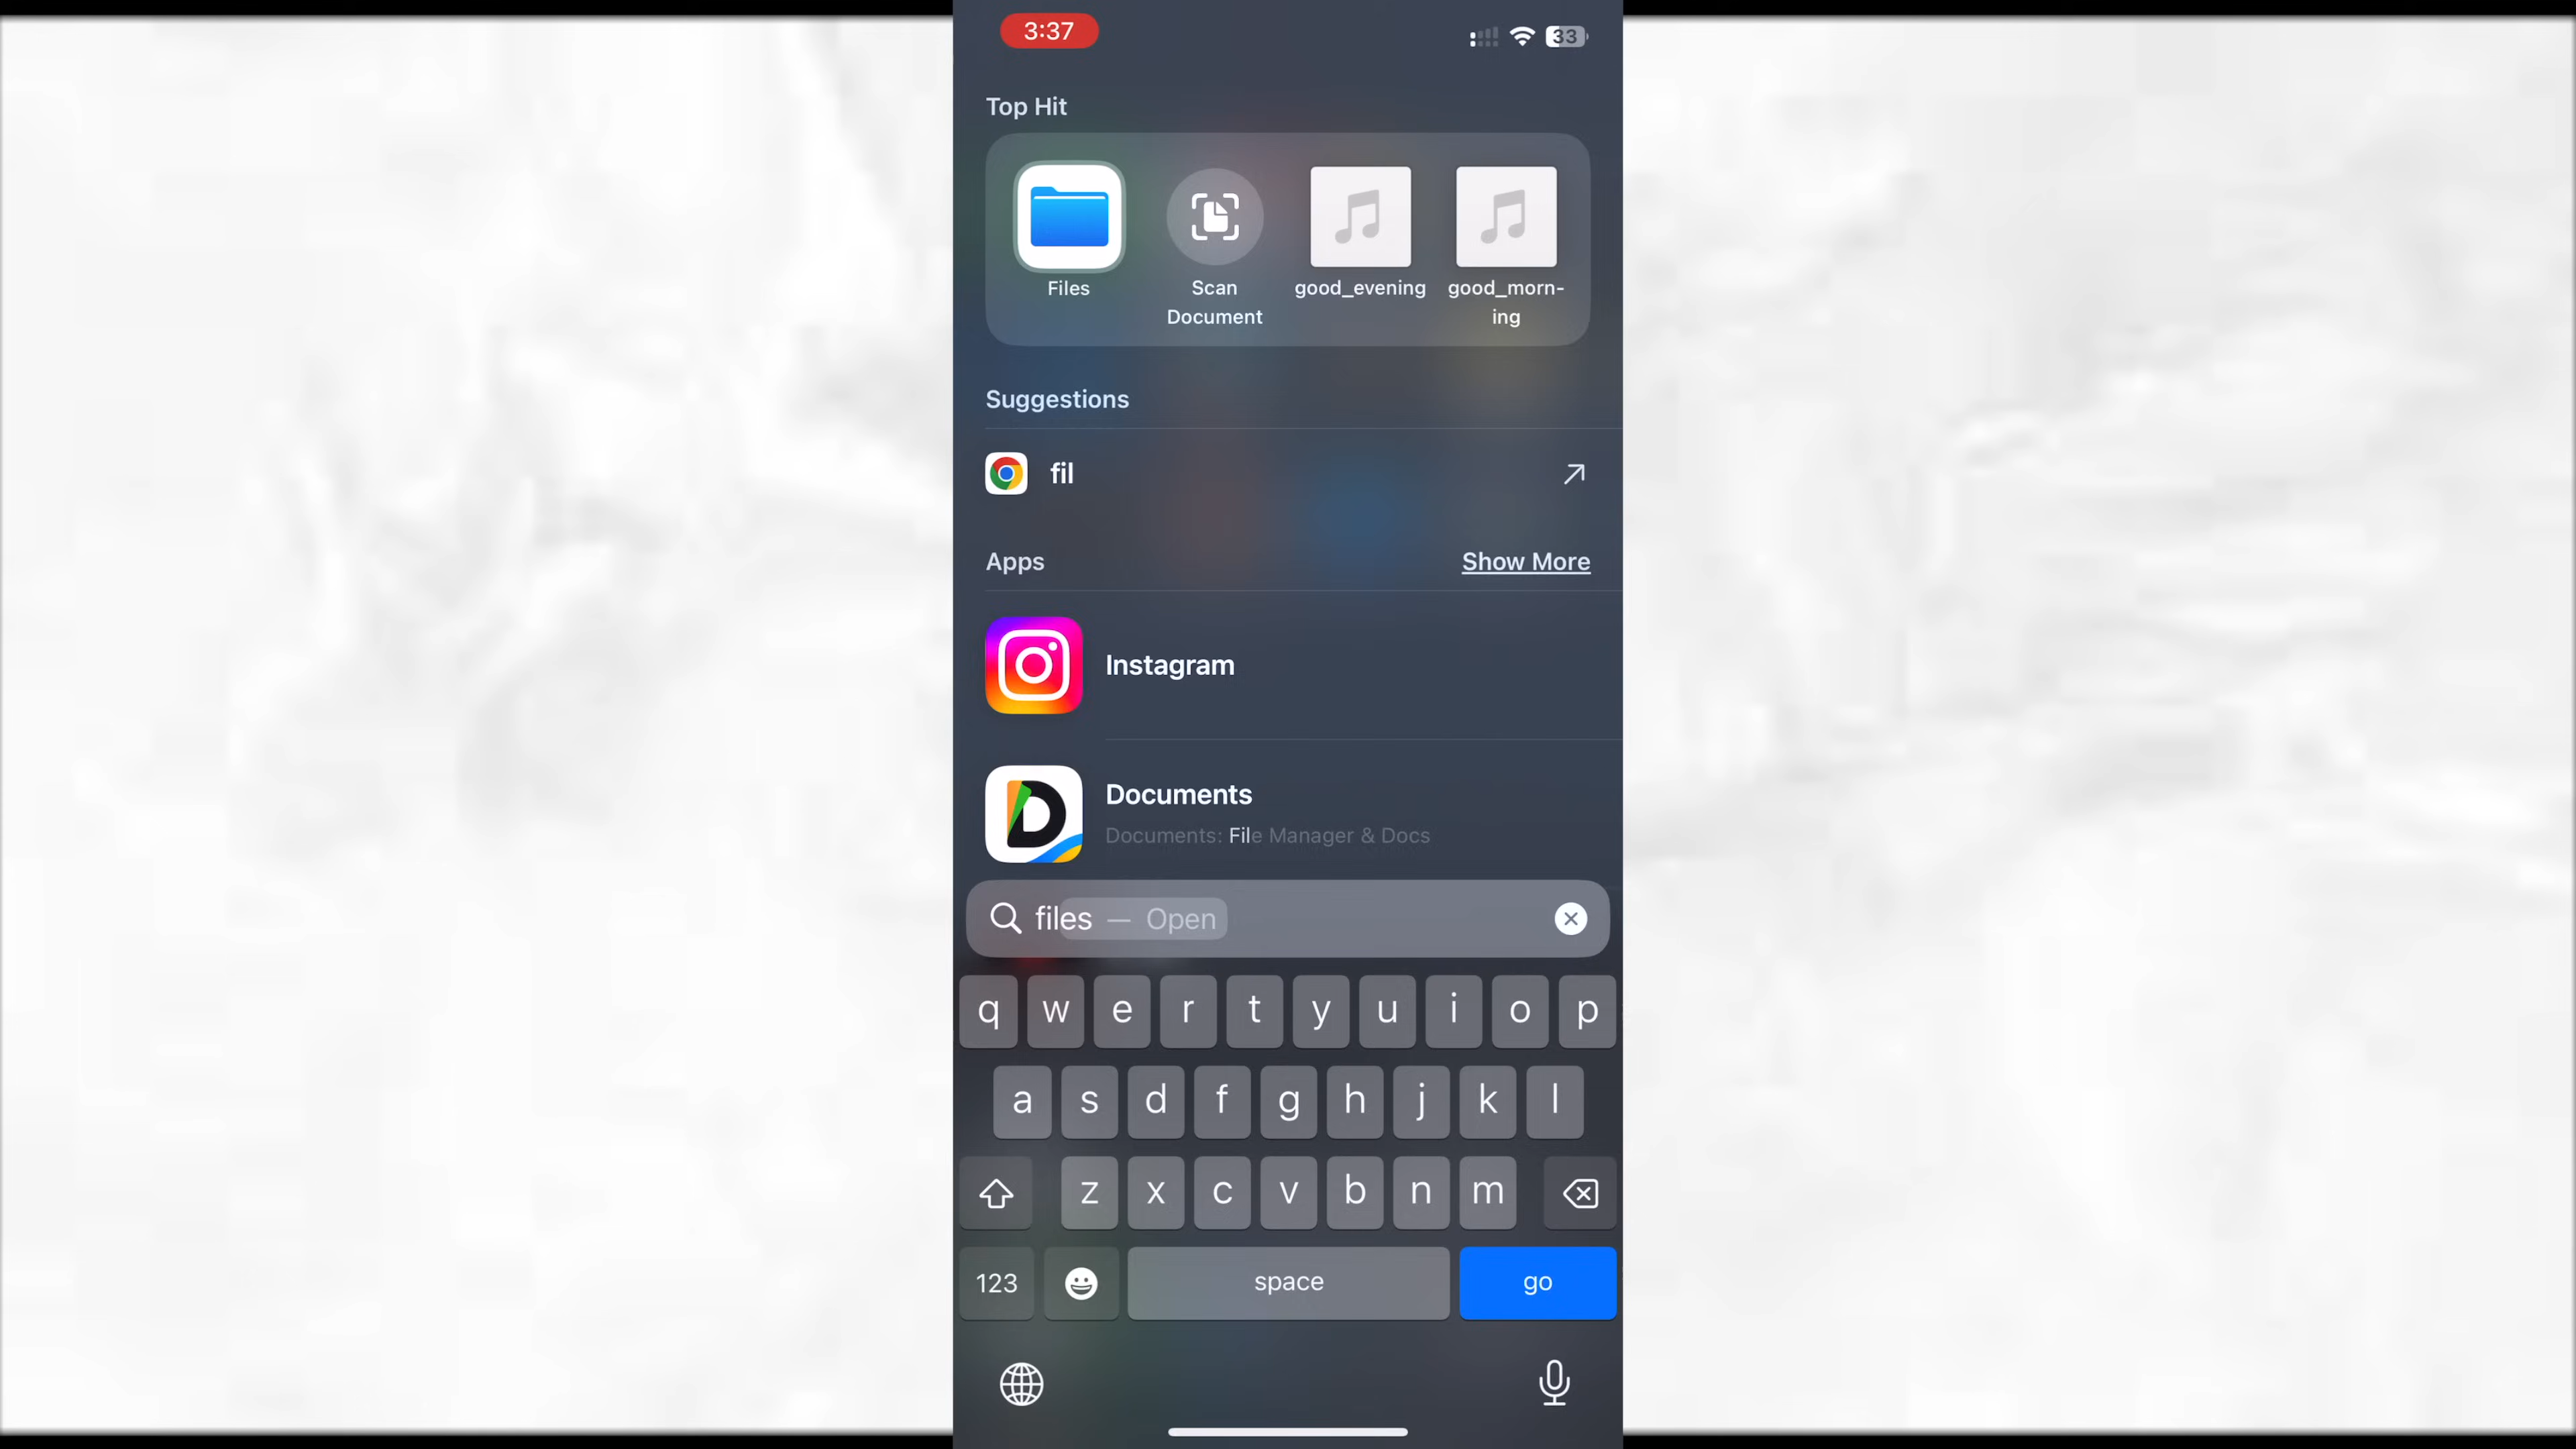 3:37
33
Top Hit
Files
Scan
Document
good_evening
good_morn-
ing
Suggestions
fil
Apps
Show More
Instagram
Documents
Documents: File Manager & Docs
files — Open
q w e r t y u i o p
a s d f g h j k l
z x c v b n m
123
space
go